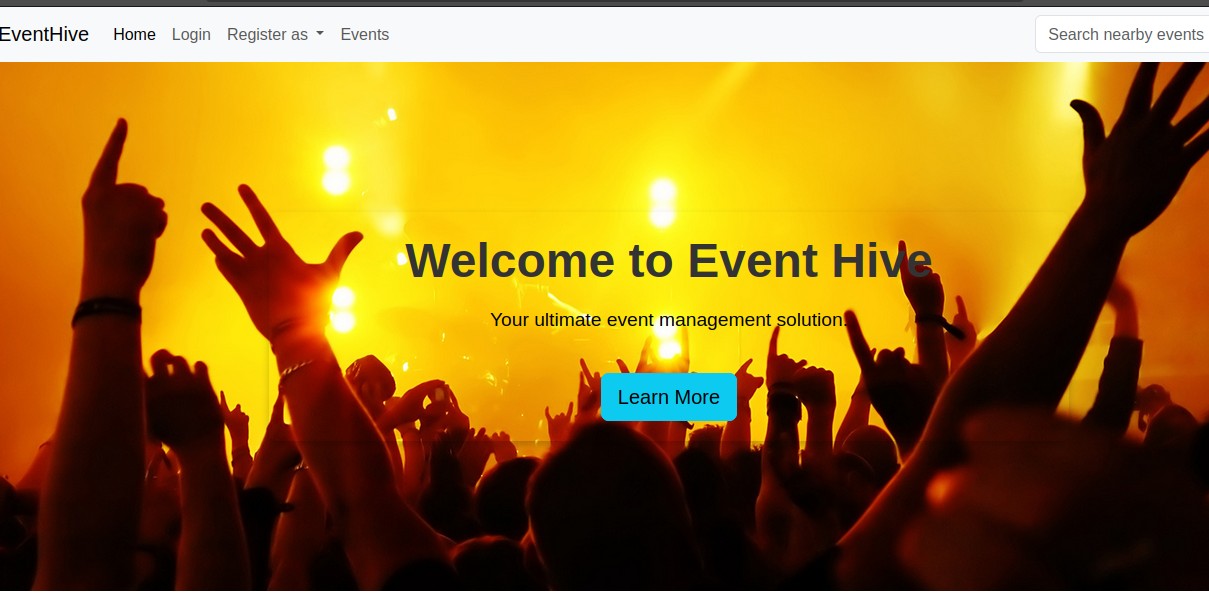 EventHive Home Login Register as Events Search nearby events
Welcome to Event Hive
Your ultimate event management solution.
Learn More